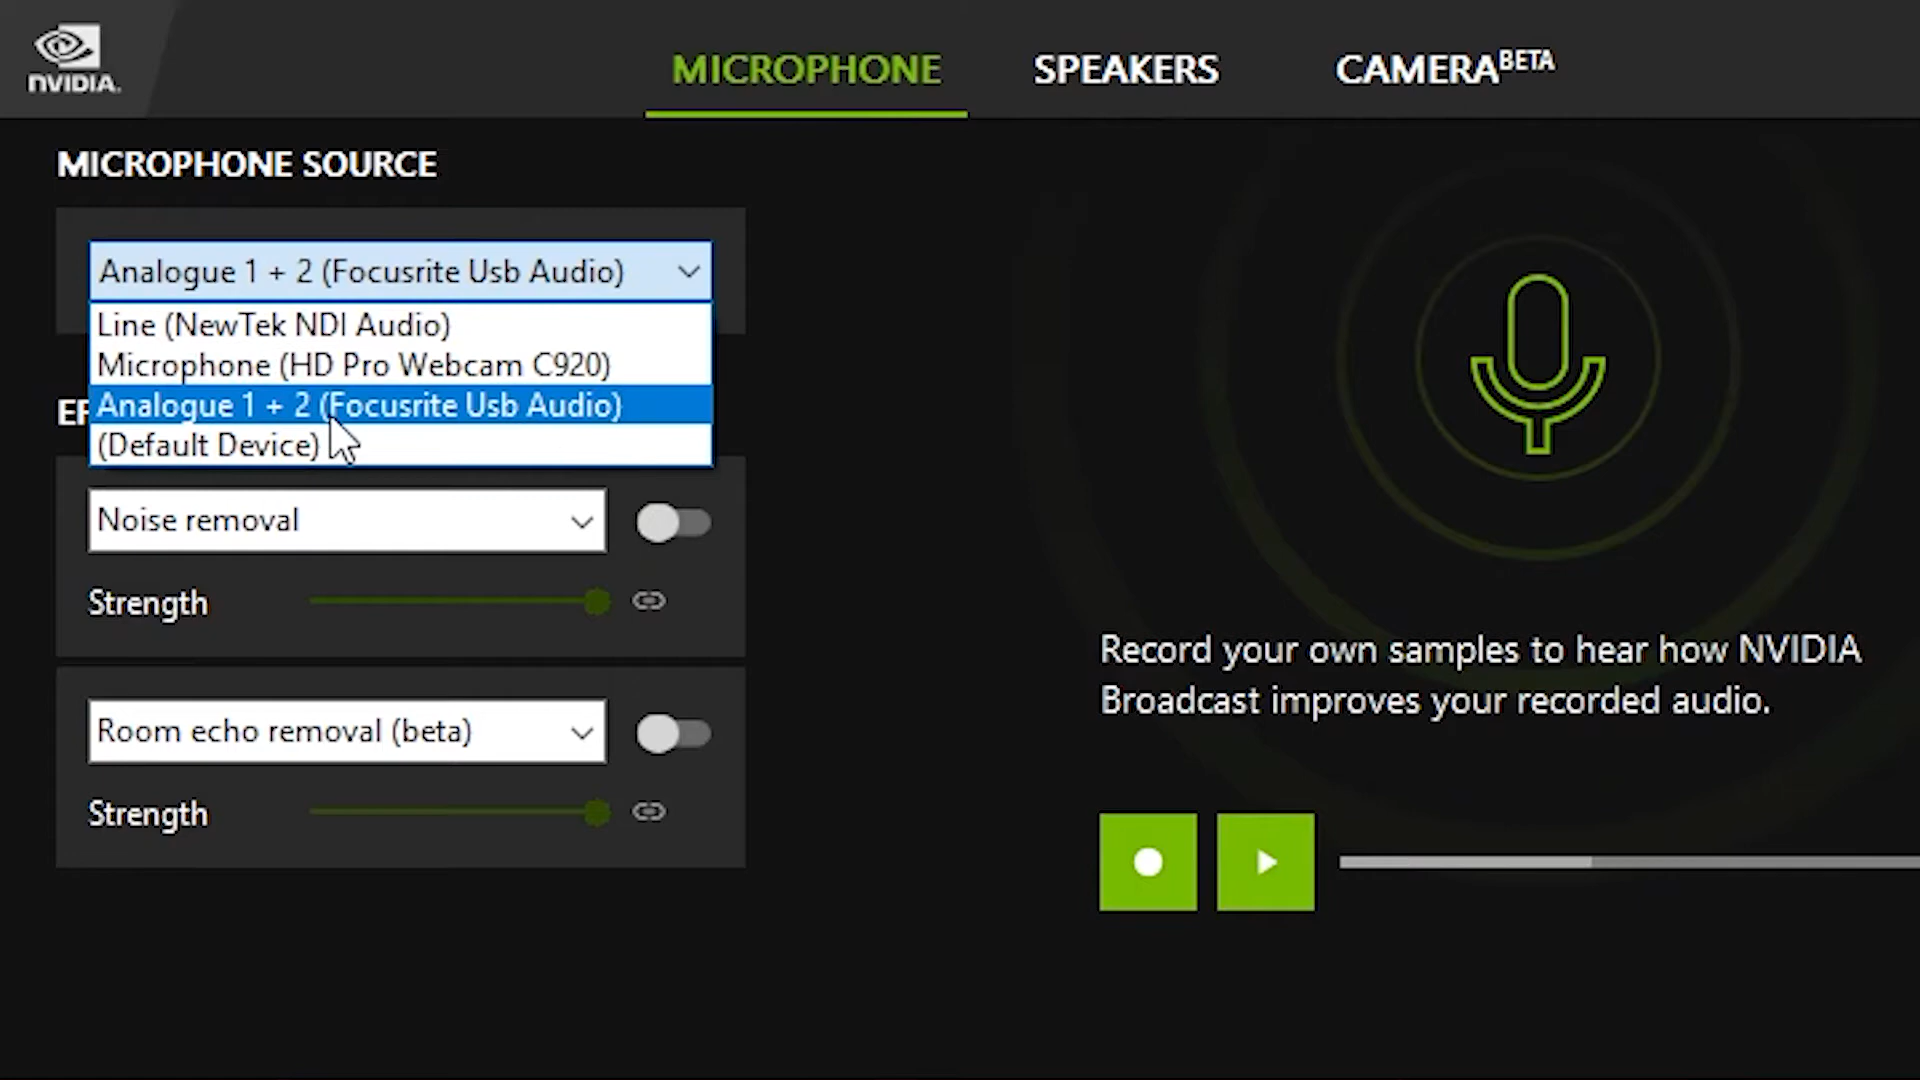 NVIDIA.
MICROPHONE
SPEAKERS
CAMERA BETA
MICROPHONE SOURCE
Analogue 1 + 2 (Focusrite Usb Audio)
Line (NewTek NDI Audio)
Microphone (HD Pro Webcam C920)
Analogue 1 + 2 (Focusrite Usb Audio)
(Default Device)
Noise removal
Strength
Room echo removal (beta)
Strength
Record your own samples to hear how NVIDIA
Broadcast improves your recorded audio.